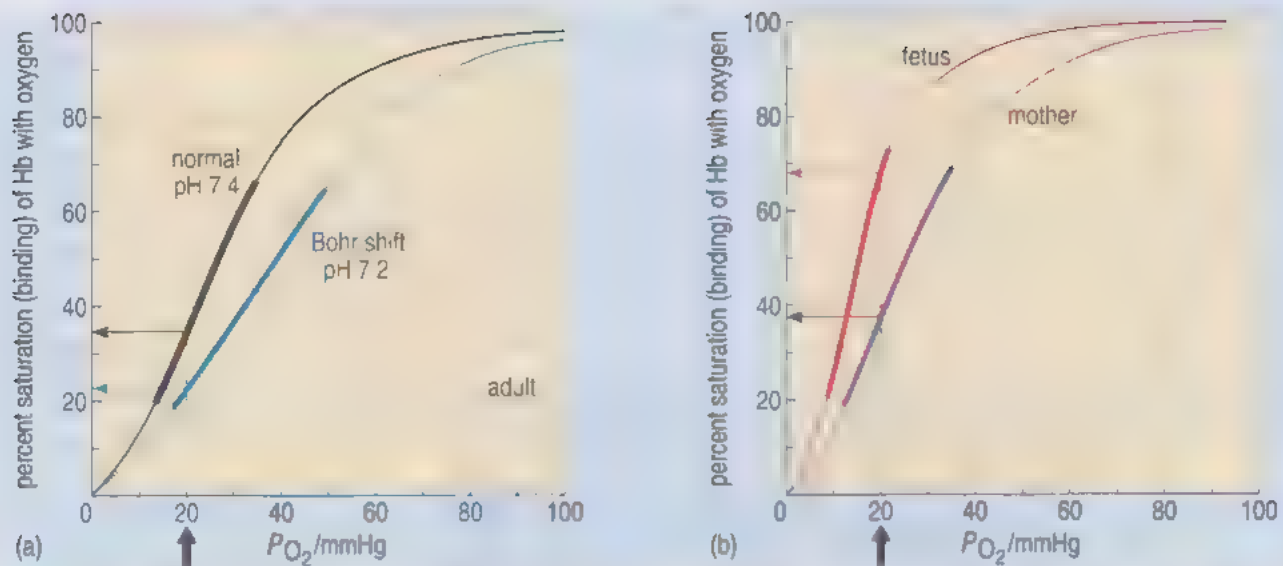 percent saturation (binding) of Hb with oxygen
100
80
60
40
20
0
20
40
60
80
100
normal
pH 7 4
Bohr shift
pH 7 2
adult
(a)
PO2/mmHg
percent saturation (binding) of Hb with oxygen
100
80
60
40
20
0
20
40
60
80
100
fetus
mother
(b)
PO2/mmHg